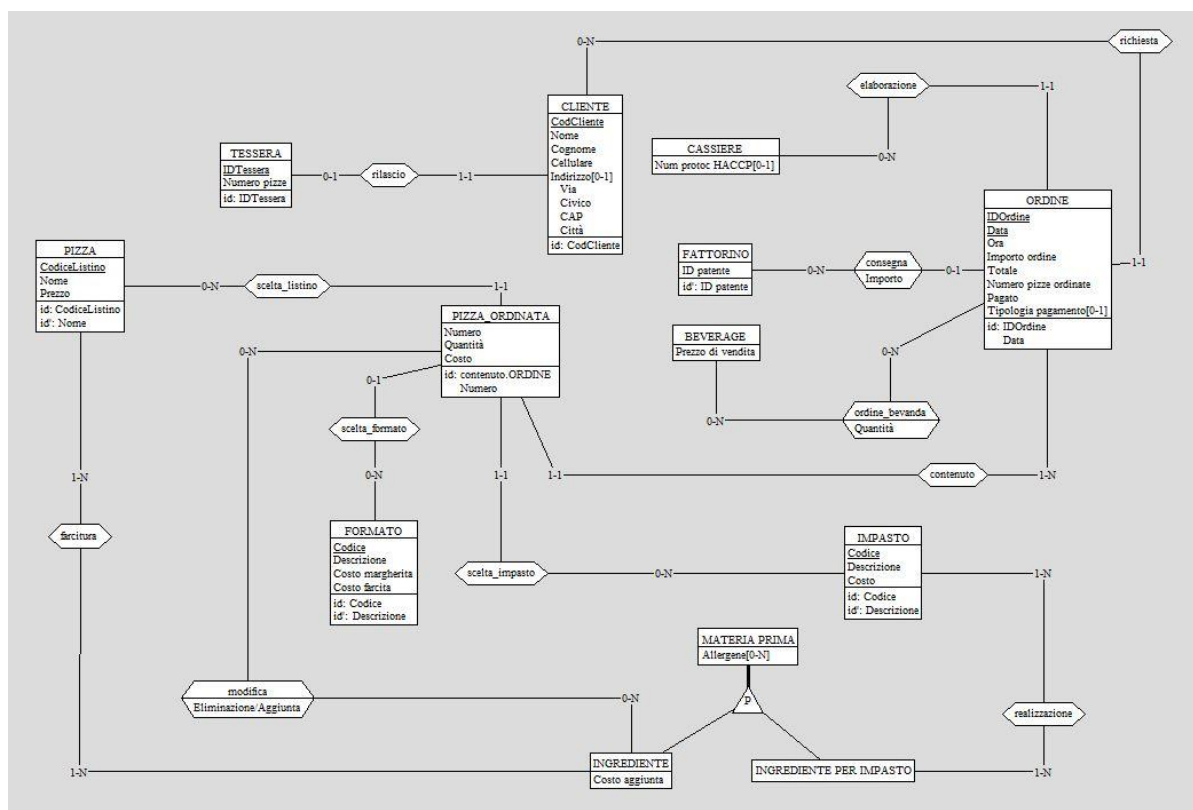 0-N
richiesta
elaborazione
1-1
CLIENTE
CodCliente
Nome
Cognome
Cellulare
Indirizzo[0-1]
Via
Civico
CAP
Città
id: CodCliente
CASSIERE
Num protoc HACCP[0-1]
0-N
TESSERA
IDTessera
Numero pizze
id: IDTessera
0-1
rilascio
1-1
ORDINE
IDOrdine
Data
Ora
Importo ordine
Totale
Numero pizze ordinate
Pagato
Tipologia pagamento[0-1]
id: IDOrdine
Data
1-1
PIZZA
CodiceListino
Nome
Prezzo
id: CodiceListino
id': Nome
0-N
scelta_listino
1-1
FATTORINO
ID patente
id': ID patente
0-N
consegna
Importo
0-1
PIZZA_ORDINATA
Numero
Quantità
Costo
id: contenuto.ORDINE
Numero
BEVERAGE
Prezzo di vendita
0-N
0-N
0-1
ordine_bevanda
Quantità
0-N
scelta_formato
1-N
0-N
1-1
1-1
contenuto
1-N
farcitura
FORMATO
Codice
Descrizione
Costo margherita
Costo farcita
id: Codice
id': Descrizione
scelta_impasto
0-N
IMPASTO
Codice
Descrizione
Costo
id: Codice
id': Descrizione
1-N
MATERIA PRIMA
Allergene[0-N]
P
modifica
Eliminazione/Aggiunta
0-N
realizzazione
1-N
INGREDIENTE
Costo aggiunta
INGREDIENTE PER IMPASTO
1-N